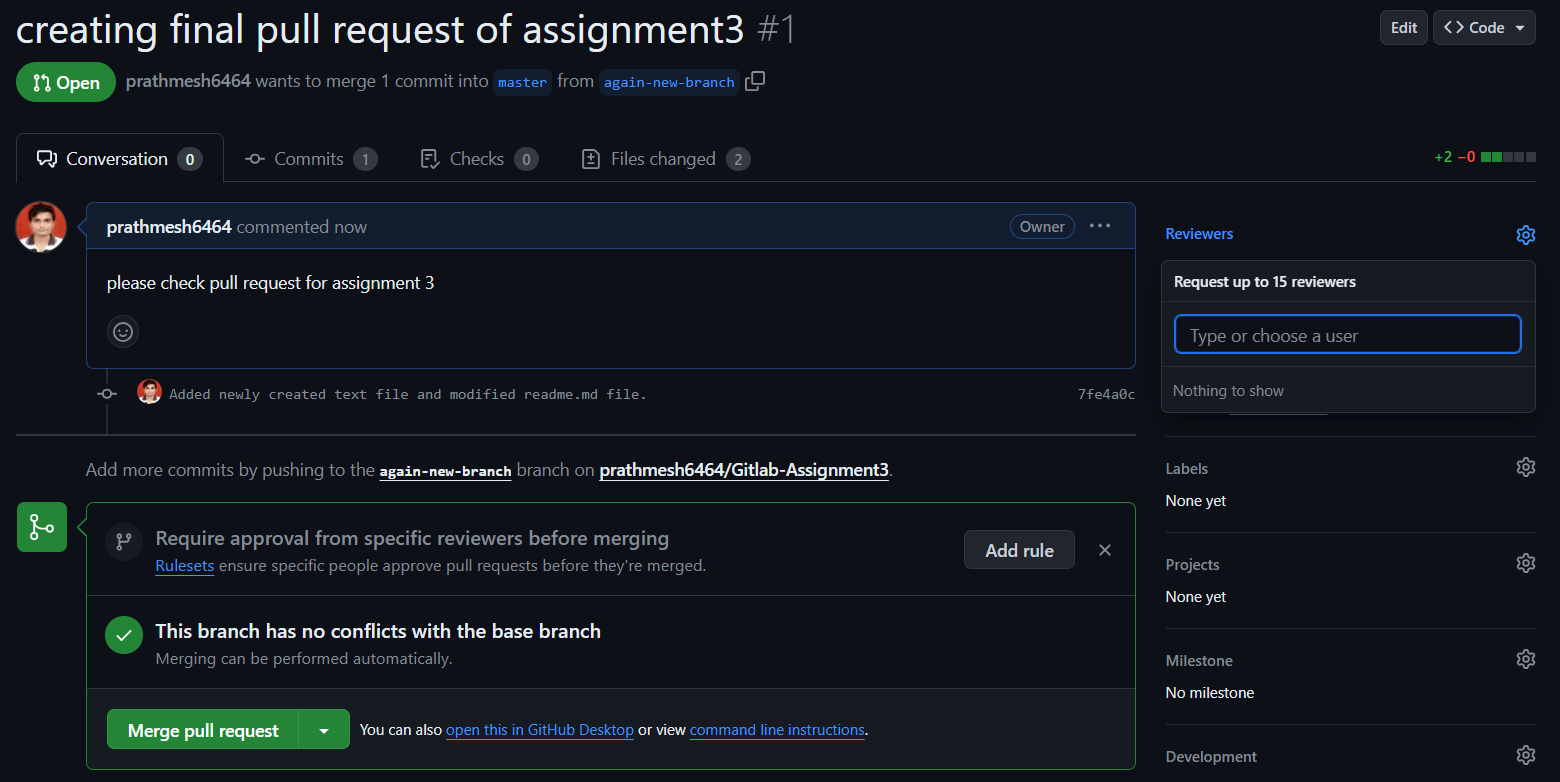 creating final pull request of assignment3 #1
Edit
<> Code
Open
prathmesh6464 wants to merge 1 commit into master from again-new-branch
Conversation 0
Commits 1
Checks 0
Files changed 2
+2 −0
prathmesh6464 commented now
Owner
please check pull request for assignment 3
Added newly created text file and modified readme.md file.
7fe4a0c
Add more commits by pushing to the again-new-branch branch on prathmesh6464/Gitlab-Assignment3.
Require approval from specific reviewers before merging
Rulesets ensure specific people approve pull requests before they're merged.
Add rule
This branch has no conflicts with the base branch
Merging can be performed automatically.
Merge pull request
You can also open this in GitHub Desktop or view command line instructions.
Reviewers
Request up to 15 reviewers
Type or choose a user
Nothing to show
Labels
None yet
Projects
None yet
Milestone
No milestone
Development